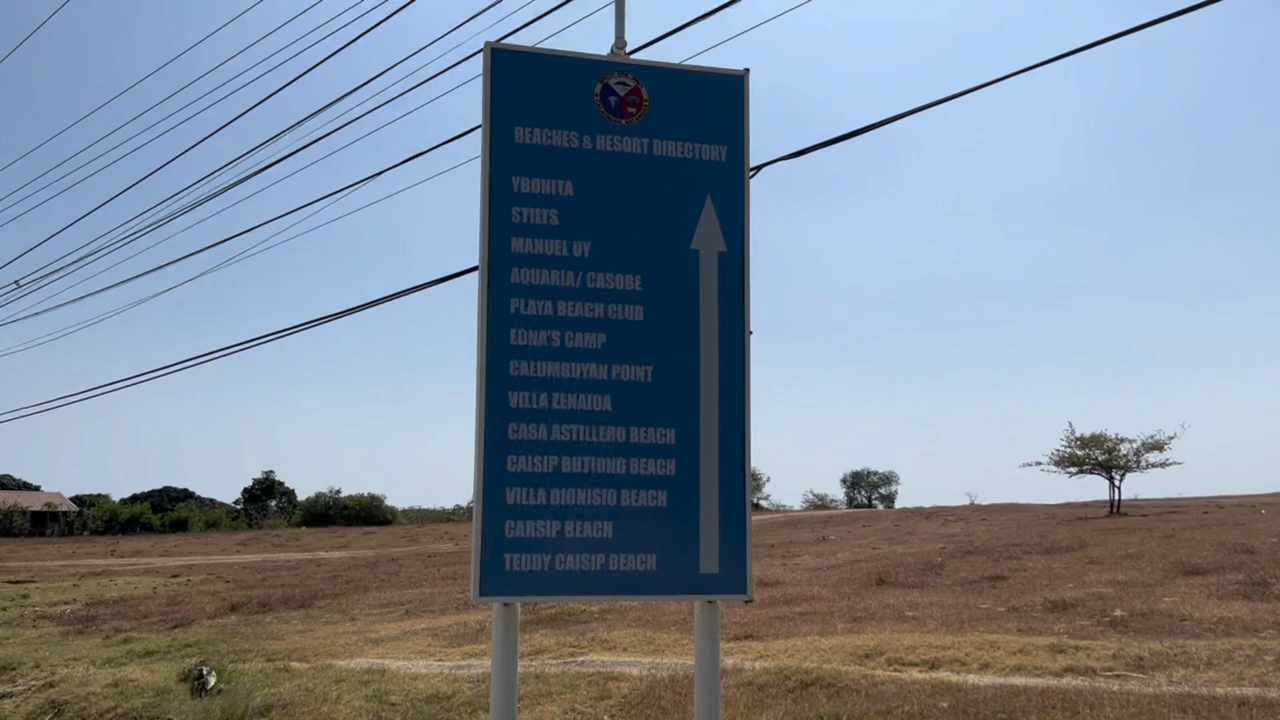 BEACHES & RESORT DIRECTORY
YBONITA
STILTS
MANUEL UY
AQUARIA/ CASOBE
PLAYA BEACH CLUB
EDNA'S CAMP
CALUMBUYAN POINT
VILLA ZENAIDA
CASA ASTILLERO BEACH
CAISIP BUTIONG BEACH
VILLA DIONISIO BEACH
CARSIP BEACH
TEDDY CAISIP BEACH